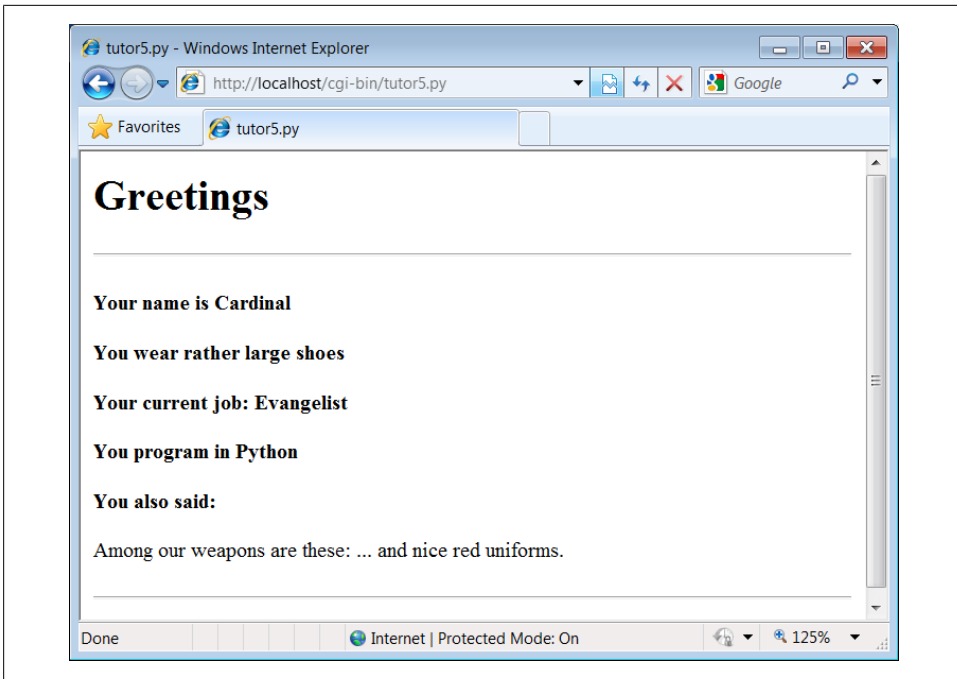 tutor5.py - Windows Internet Explorer
http://localhost/cgi-bin/tutor5.py
Google
Favorites
tutor5.py
Greetings
Your name is Cardinal
You wear rather large shoes
Your current job: Evangelist
You program in Python
You also said:
Among our weapons are these: ... and nice red uniforms.
Done
Internet | Protected Mode: On
125%